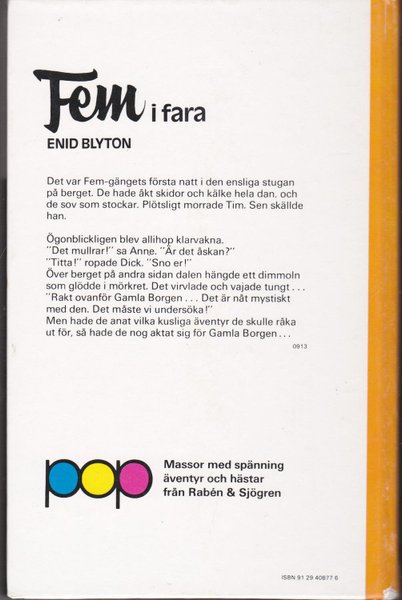 Fem i fara
ENID BLYTON
Det var Fem-gängets första natt i den ensliga stugan
på berget. De hade åkt skidor och kälke hela dan, och
de sov som stockar. Plötsligt morrade Tim. Sen skällde
han.
Ögonblickligen blev allihop klarvakna.
"Det mullrar!" sa Anne. "Är det åskan?"
"Titta!" ropade Dick. "Sno er!"
Över berget på andra sidan dalen hängde ett dimmoln
som glödde i mörkret. Det virvlade och vajade tungt...
"Rakt ovanför Gamla Borgen... Det är nåt mystiskt
med den. Det måste vi undersöka!"
Men hade de anat vilka kusliga äventyr de skulle råka
ut för, så hade de nog aktat sig för Gamla Borgen...
0913
pop
Massor med spänning
äventyr och hästar
från Rabén & Sjögren
ISBN 91 29 40877 6